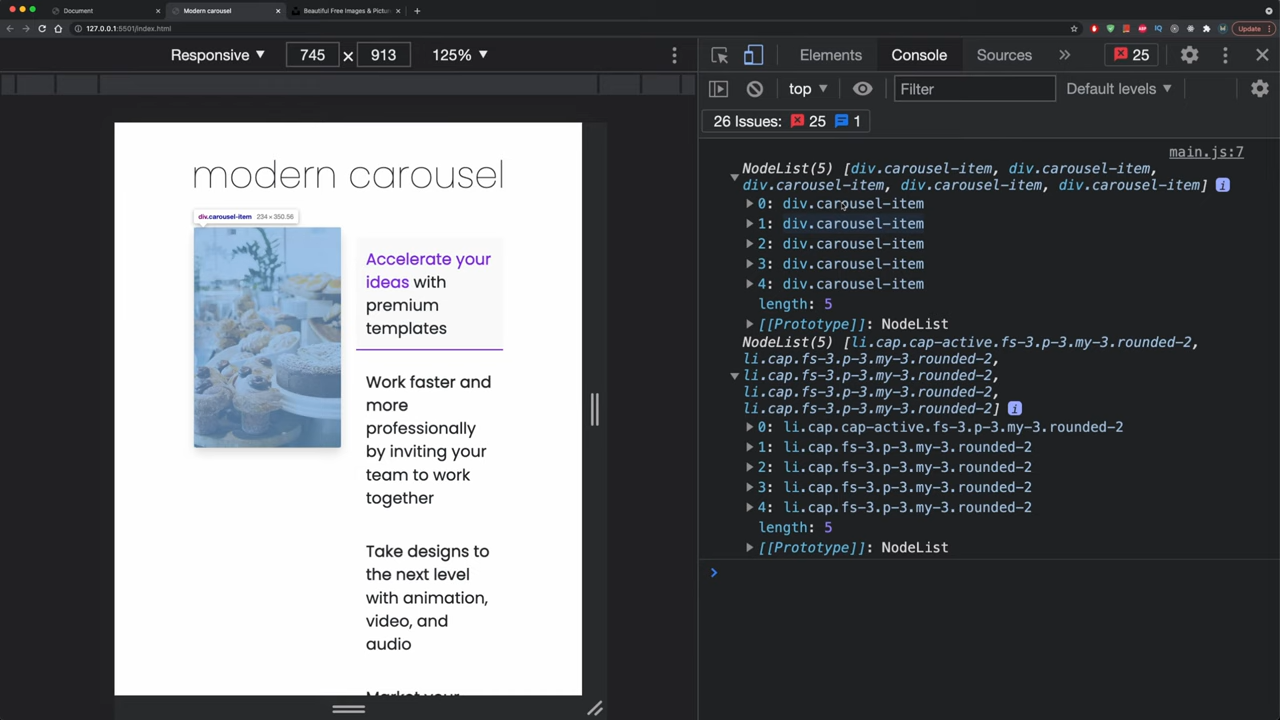 Document
Modern carousel
Beautiful Free Images & Pictu
127.0.0.1:5501/index.html
Update
Responsive
745 × 913
125%
Elements
Console
Sources
25
top
Filter
Default levels
26 Issues: 25 1
main.js:7
modern carousel
div.carousel-item 234 × 350.56
Accelerate your
ideas with
premium
templates
Work faster and
more
professionally
by inviting your
team to work
together
Take designs to
the next level
with animation,
video, and
audio
Market your
NodeList(5) [div.carousel-item, div.carousel-item,
div.carousel-item, div.carousel-item, div.carousel-item]
0: div.carousel-item
1: div.carousel-item
2: div.carousel-item
3: div.carousel-item
4: div.carousel-item
length: 5
[[Prototype]]: NodeList
NodeList(5) [li.cap.cap-active.fs-3.p-3.my-3.rounded-2,
li.cap.fs-3.p-3.my-3.rounded-2,
li.cap.fs-3.p-3.my-3.rounded-2,
li.cap.fs-3.p-3.my-3.rounded-2,
li.cap.fs-3.p-3.my-3.rounded-2]
0: li.cap.cap-active.fs-3.p-3.my-3.rounded-2
1: li.cap.fs-3.p-3.my-3.rounded-2
2: li.cap.fs-3.p-3.my-3.rounded-2
3: li.cap.fs-3.p-3.my-3.rounded-2
4: li.cap.fs-3.p-3.my-3.rounded-2
length: 5
[[Prototype]]: NodeList